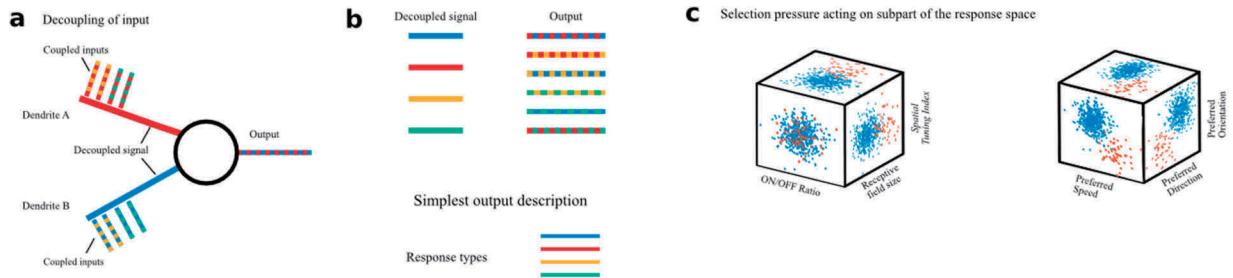 a
Decoupling of input
Coupled inputs
Dendrite A
Decoupled signal
Output
Dendrite B
Coupled inputs
b
Decoupled signal
Output
Simplest output description
Response types
c
Selection pressure acting on subpart of the response space
ON/OFF Ratio
Receptive
field size
Spatial
Tuning Index
Preferred
Speed
Preferred
Direction
Preferred
Orientation